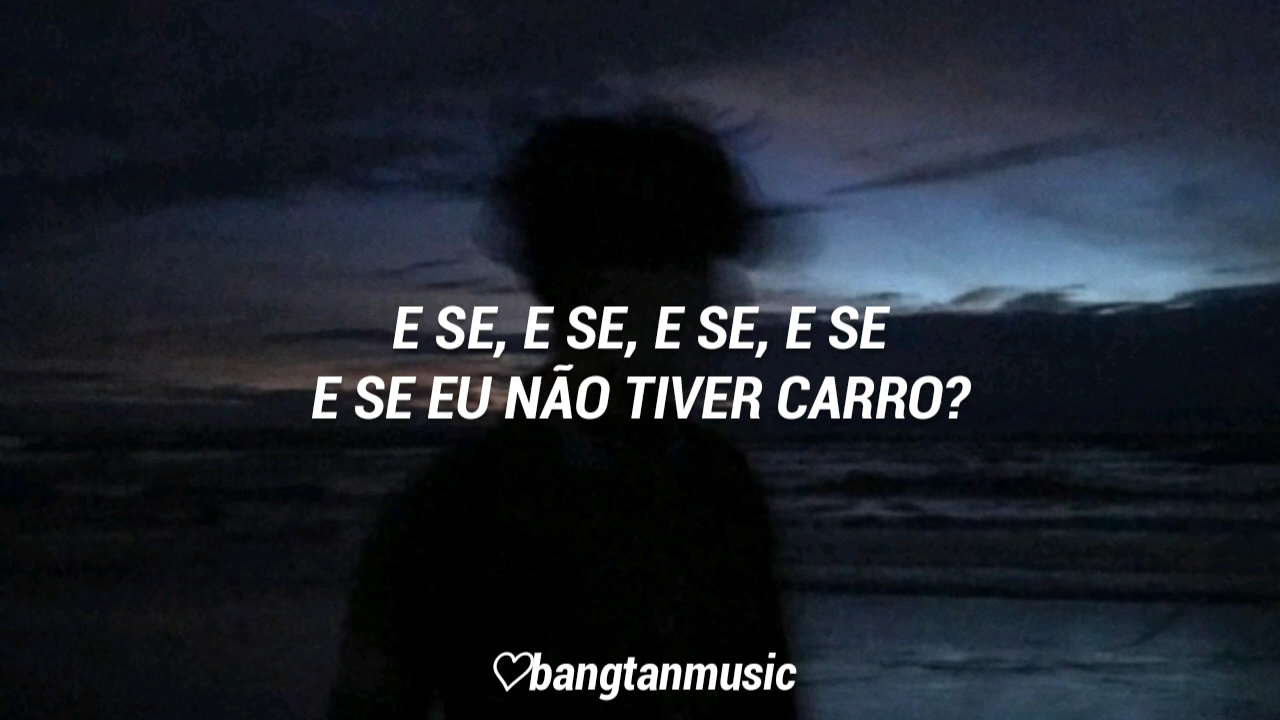 E SE, E SE, E SE, E SE
E SE EU NÃO TIVER CARRO?
♡bangtanmusic